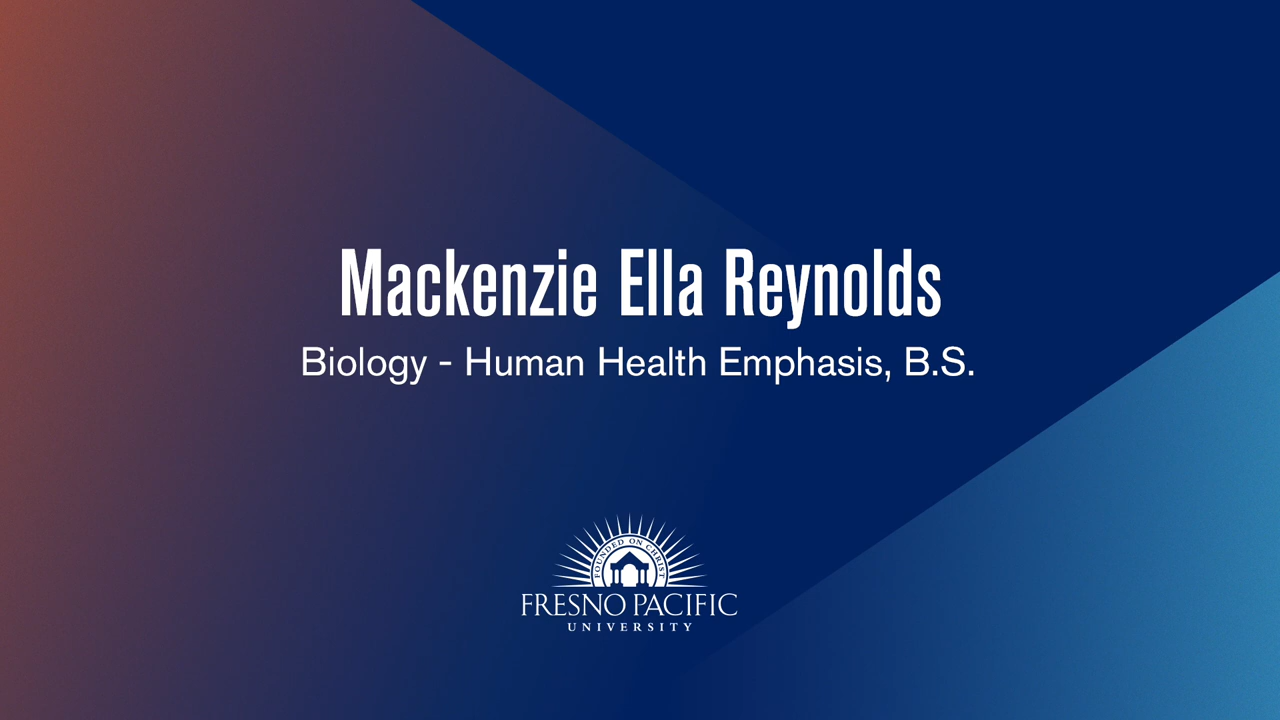 Mackenzie Ella Reynolds
Biology - Human Health Emphasis, B.S.
FOUNDED ON CHRIST
FRESNO PACIFIC
UNIVERSITY